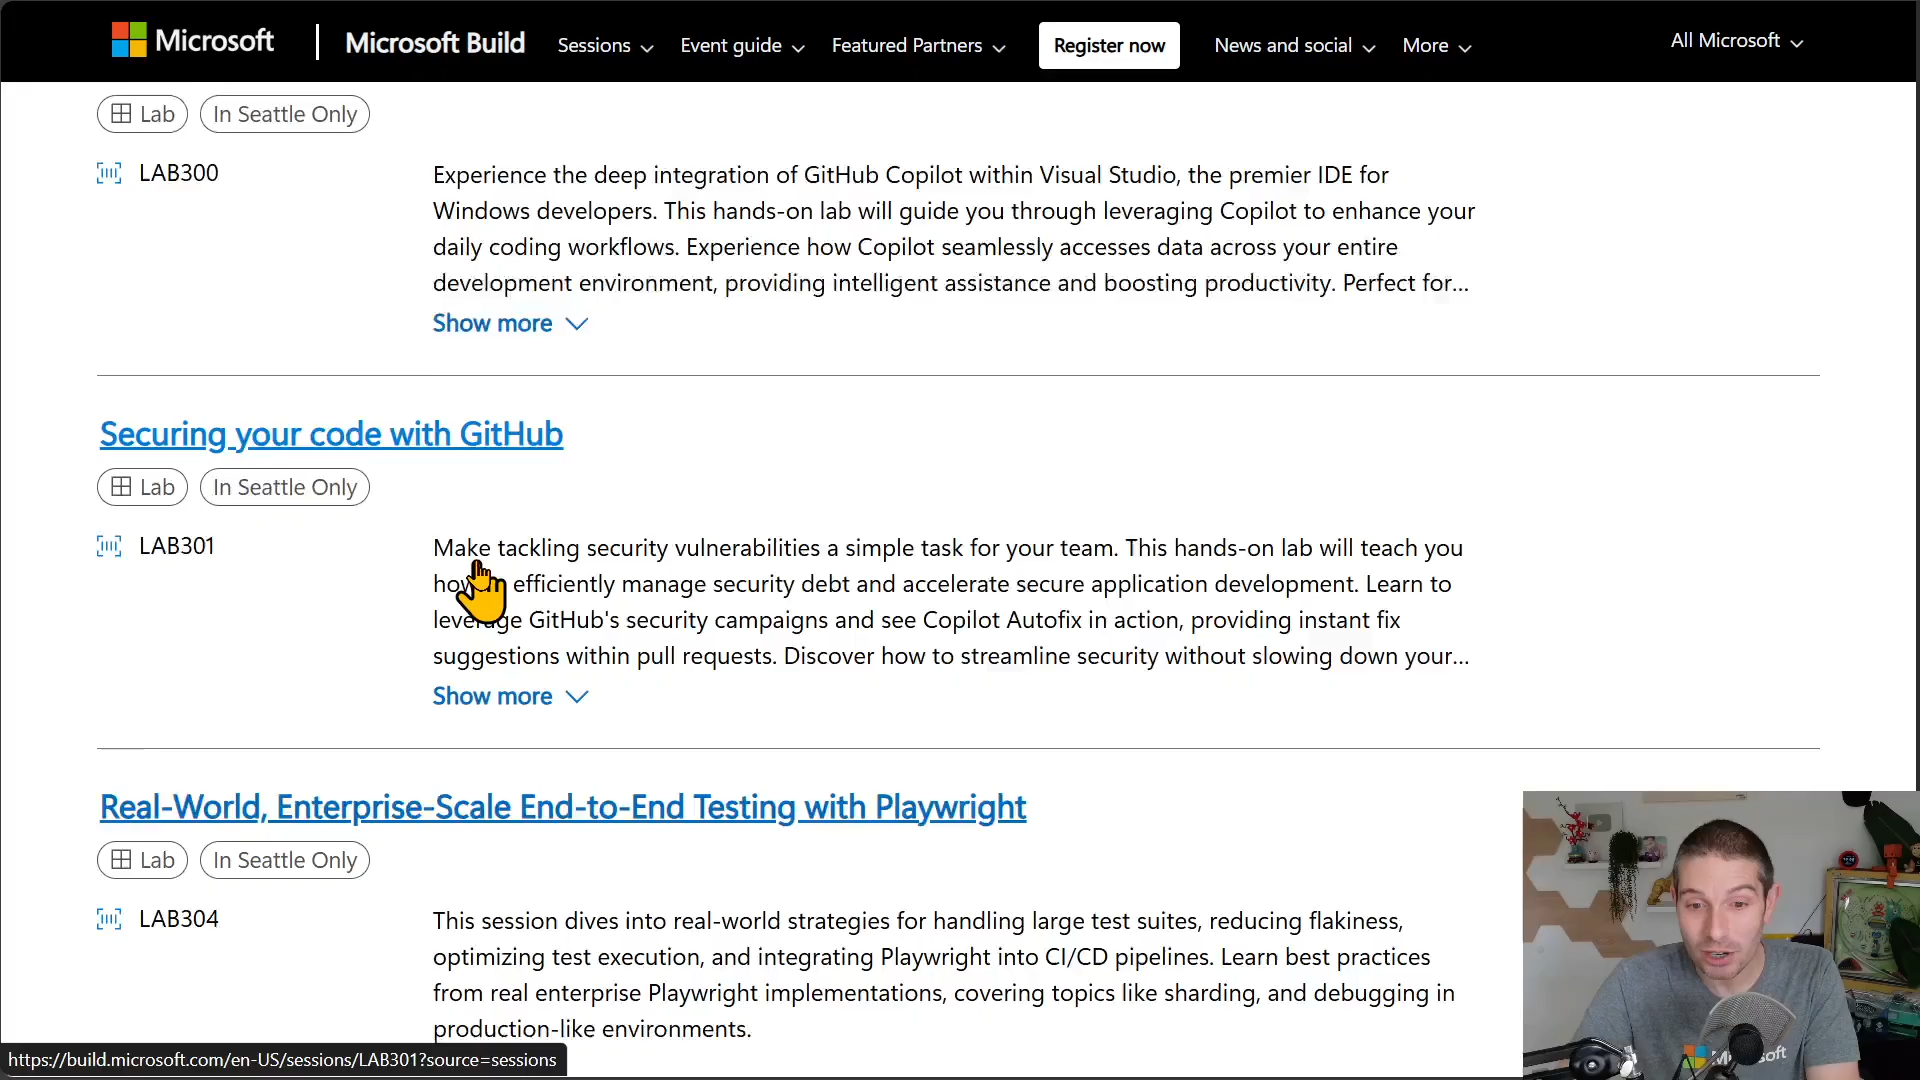 Microsoft
Microsoft Build
Sessions
Event guide
Featured Partners
Register now
News and social
More
All Microsoft
Lab
In Seattle Only
LAB300
Experience the deep integration of GitHub Copilot within Visual Studio, the premier IDE for
Windows developers. This hands-on lab will guide you through leveraging Copilot to enhance your
daily coding workflows. Experience how Copilot seamlessly accesses data across your entire
development environment, providing intelligent assistance and boosting productivity. Perfect for...
Show more
Securing your code with GitHub
Lab
In Seattle Only
LAB301
Make tackling security vulnerabilities a simple task for your team. This hands-on lab will teach you
efficiently manage security debt and accelerate secure application development. Learn to
leverage GitHub's security campaigns and see Copilot Autofix in action, providing instant fix
suggestions within pull requests. Discover how to streamline security without slowing down your...
Show more
Real-World, Enterprise-Scale End-to-End Testing with Playwright
Lab
In Seattle Only
LAB304
This session dives into real-world strategies for handling large test suites, reducing flakiness,
optimizing test execution, and integrating Playwright into CI/CD pipelines. Learn best practices
from real enterprise Playwright implementations, covering topics like sharding, and debugging in
production-like environments.
https://build.microsoft.com/en-US/sessions/LAB301?source=sessions